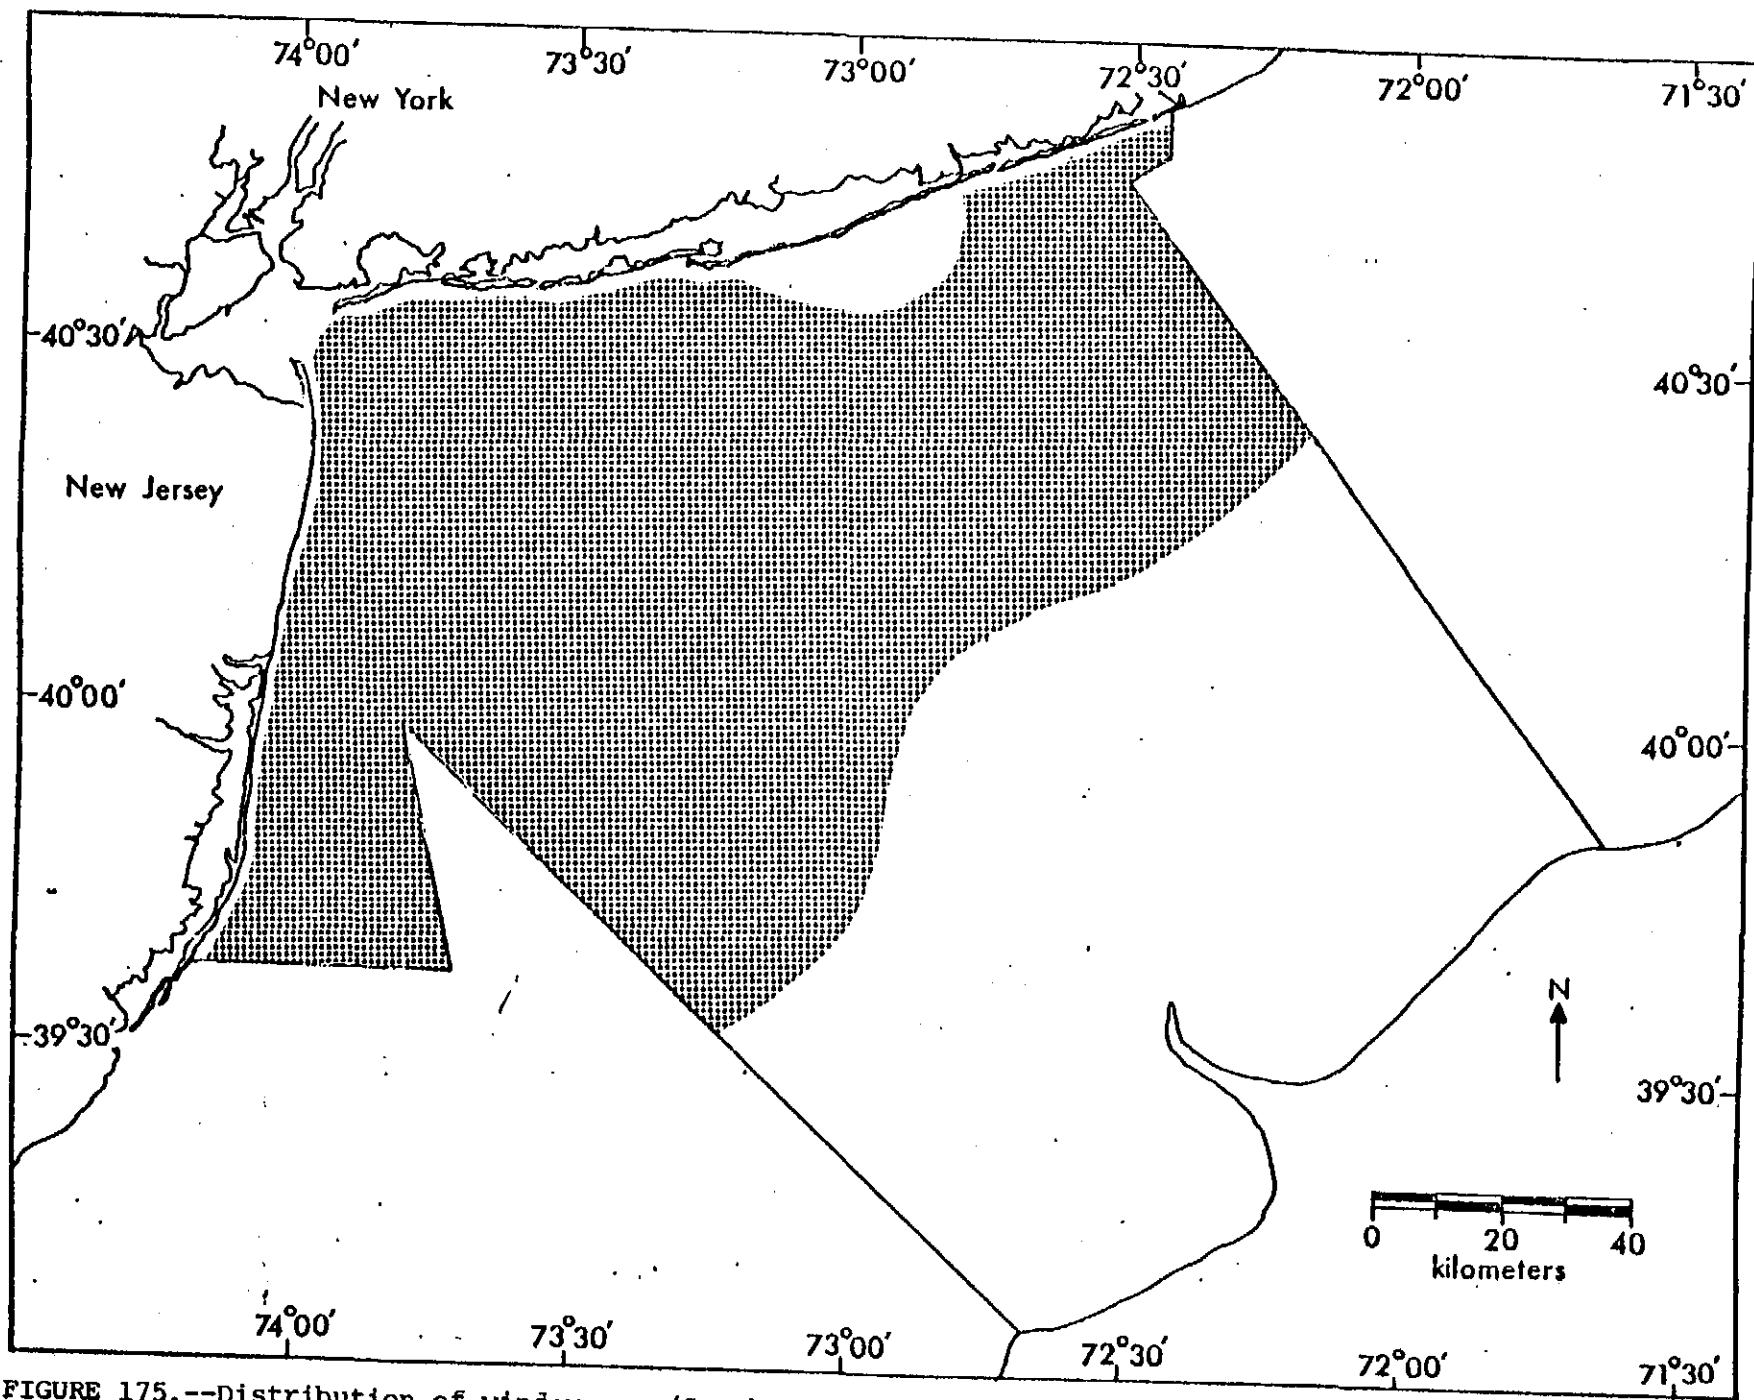 74°00′ 73°30′ 73°00′ 72°30′ 72°00′ 71°30′
New York
40°30′
40°30′
New Jersey
40°00′
40°00′
39°30′
N
39°30′
0 20 40
kilometers
74°00′ 73°30′ 73°00′ 72°30′ 72°00′ 71°30′
FIGURE 175.--Distribution of